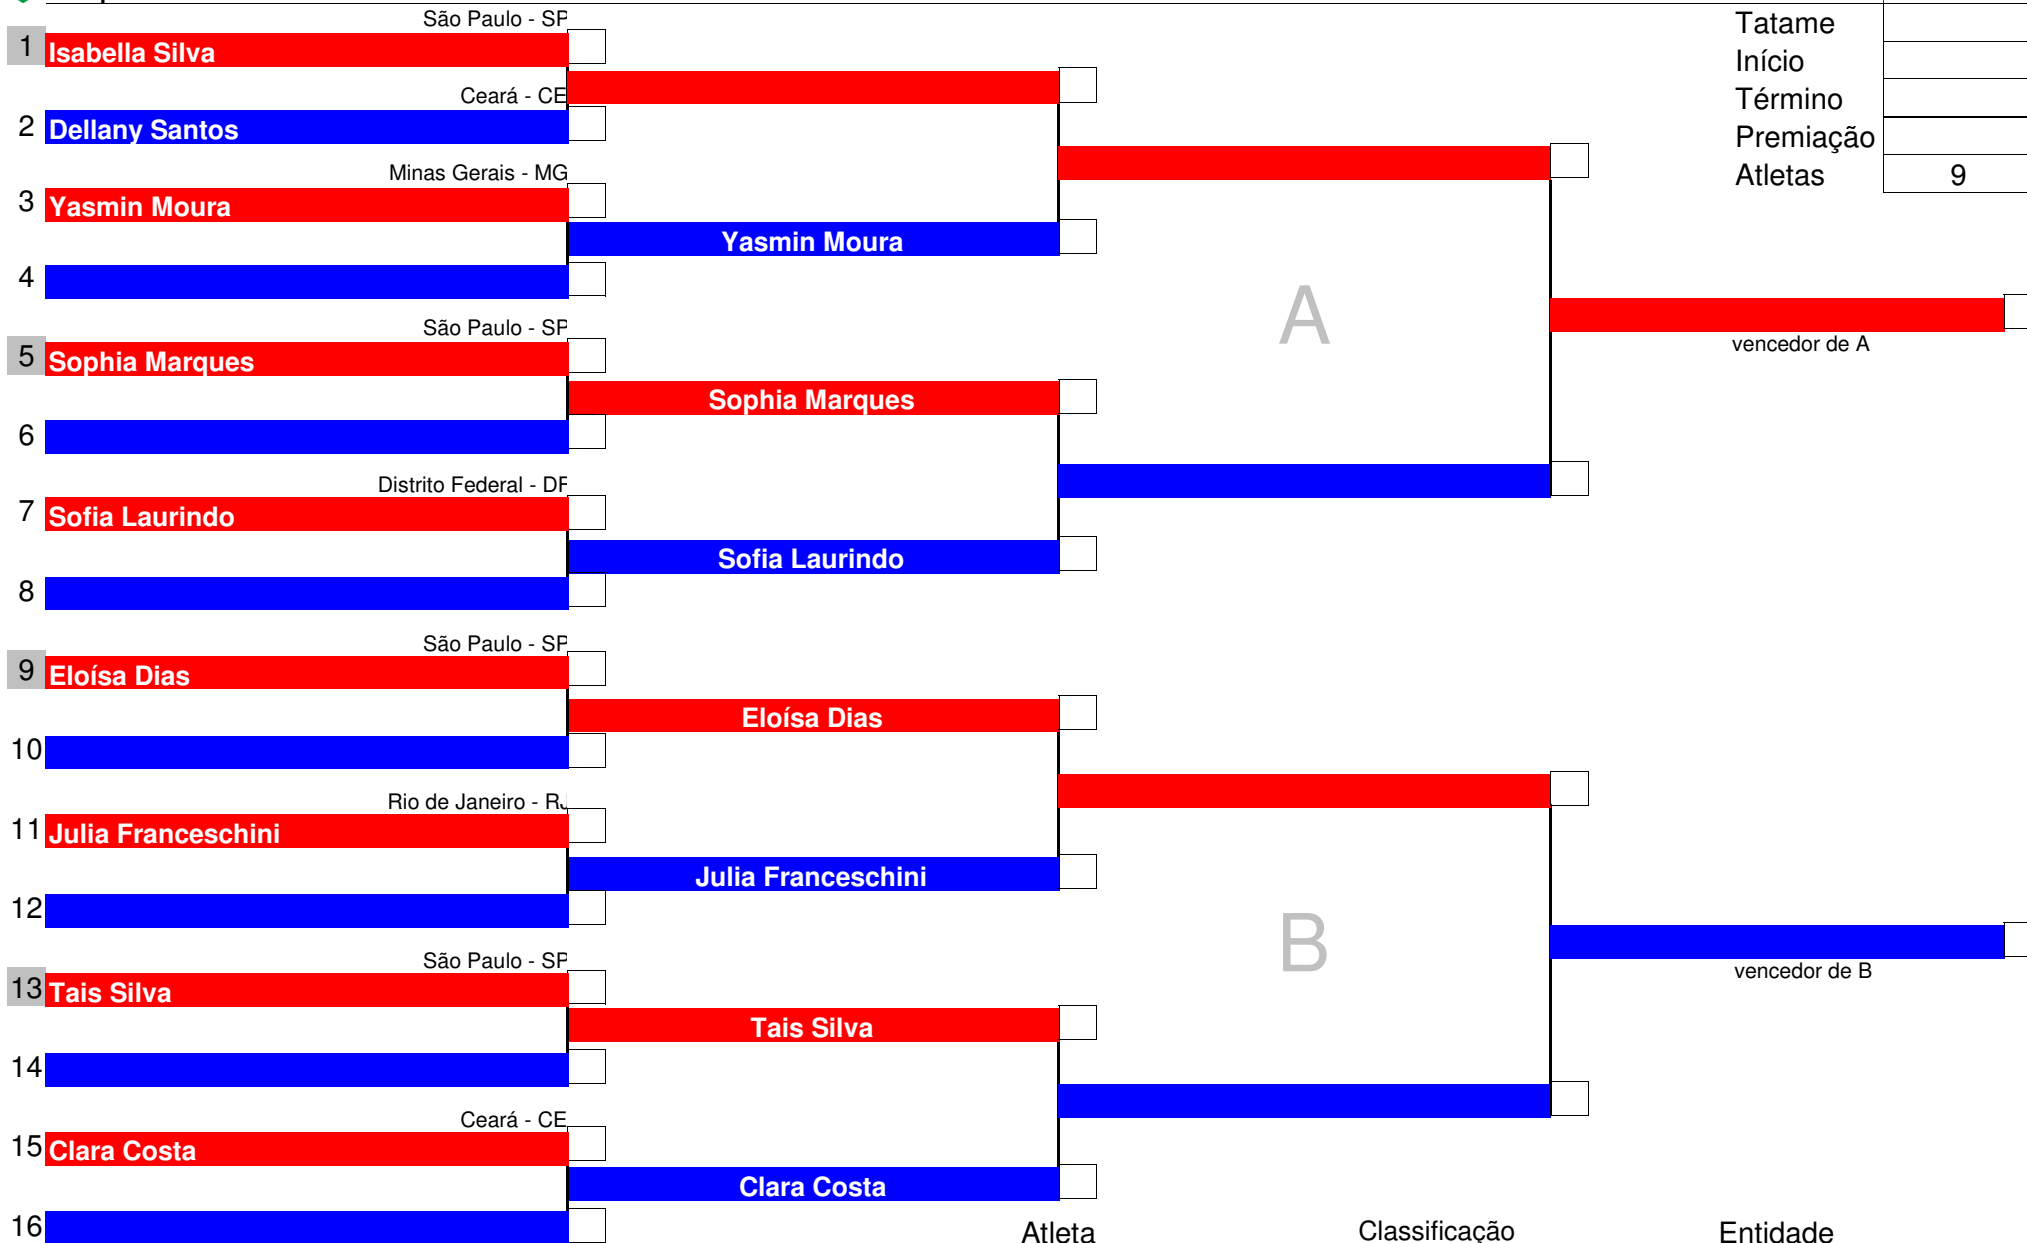 São Paulo - SP
Tatame
1 Isabella Silva
Início
Ceará - CE
Término
2 Dellany Santos
Premiação
Minas Gerais - MG
Atletas 9
3 Yasmin Moura
Yasmin Moura
4
A
São Paulo - SP
vencedor de A
5 Sophia Marques
Sophia Marques
6
Distrito Federal - DF
7 Sofia Laurindo
Sofia Laurindo
8
São Paulo - SP
9 Eloísa Dias
Eloísa Dias
10
Rio de Janeiro - RJ
11 Julia Franceschini
Julia Franceschini
12
B
São Paulo - SP
vencedor de B
13 Tais Silva
Tais Silva
14
Ceará - CE
15 Clara Costa
Clara Costa
16
Atleta Classificação Entidade